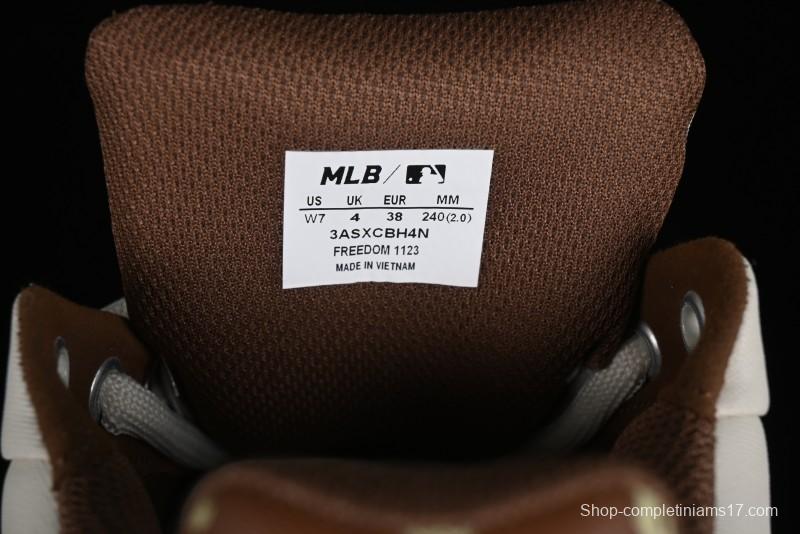 MLB /
US UK EUR MM
W7 4 38 240(2.0)
3ASXCBH4N
FREEDOM 1123
MADE IN VIETNAM
Shop-completiniams17.com